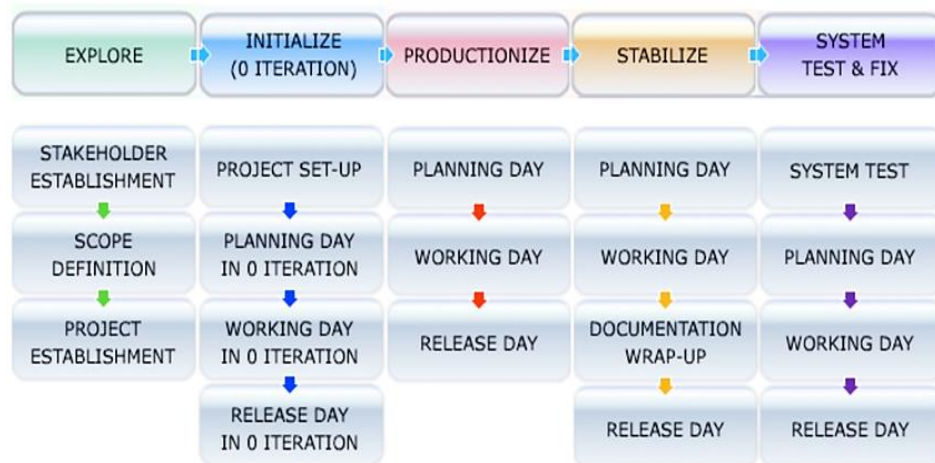 EXPLORE
INITIALIZE
(0 ITERATION)
PRODUCTIONIZE
STABILIZE
SYSTEM
TEST & FIX
STAKEHOLDER
ESTABLISHMENT
SCOPE
DEFINITION
PROJECT
ESTABLISHMENT
PROJECT SET-UP
PLANNING DAY
IN 0 ITERATION
WORKING DAY
IN 0 ITERATION
RELEASE DAY
IN 0 ITERATION
PLANNING DAY
WORKING DAY
RELEASE DAY
PLANNING DAY
WORKING DAY
DOCUMENTATION
WRAP-UP
RELEASE DAY
SYSTEM TEST
PLANNING DAY
WORKING DAY
RELEASE DAY